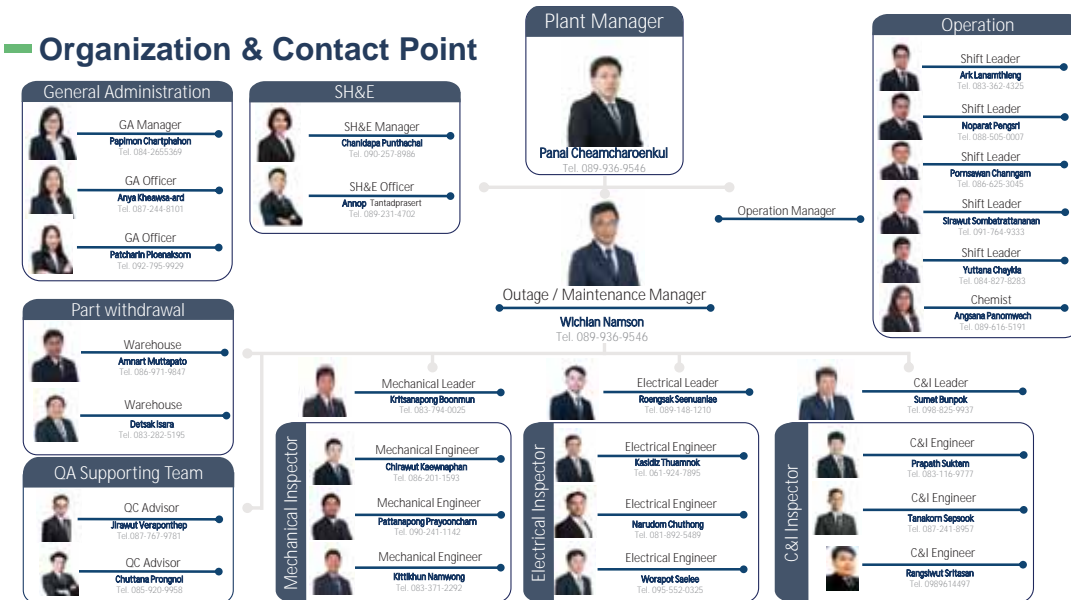 Organization & Contact Point
Plant Manager
Panai Cheamcharoenkul
Tel. 089-936-9546
General Administration
GA Manager
Papimon Chartphahon
Tel. 084-2655369
GA Officer
Anya Kheawsa-ard
Tel. 087-244-8101
GA Officer
Patcharin Ploenaksorn
Tel. 092-795-9929
SH&E
SH&E Manager
Chanidapa Punthachai
Tel. 090-257-8986
SH&E Officer
Annop Tantadprasert
Tel. 089-231-4702
Operation Manager
Operation
Shift Leader
Ark Lanamthieng
Tel. 083-362-4325
Shift Leader
Noparat Pengsri
Tel. 088-505-0007
Shift Leader
Pornsawan Channgam
Tel. 086-625-3045
Shift Leader
Sirawut Sombatrattananan
Tel. 091-764-9333
Shift Leader
Yuttana Chaykla
Tel. 084-827-8283
Chemist
Angsana Panomwech
Tel. 089-616-5191
Outage / Maintenance Manager
Wichian Namson
Tel. 089-936-9546
Part withdrawal
Warehouse
Amnart Muttapato
Tel. 086-971-9847
Warehouse
Detsak Isara
Tel. 083-282-5195
QA Supporting Team
QC Advisor
Jirawut Veraponthep
Tel.087-767-9781
QC Advisor
Chuttana Prongnol
Tel. 085-920-9958
Mechanical Leader
Kritsanapong Boonmun
Tel. 083-794-0025
Mechanical Inspector
Mechanical Engineer
Chirawut Kaewnaphan
Tel. 086-201-1593
Mechanical Engineer
Pattanapong Prayooncharn
Tel. 090-241-1142
Mechanical Engineer
Kittikhun Namwong
Tel. 083-371-2292
Electrical Leader
Roengsak Seenuanlae
Tel. 089-148-1210
Electrical Inspector
Electrical Engineer
Kasidiz Thuamnok
Tel. 061-924-7895
Electrical Engineer
Narudom Chuthong
Tel. 081-892-5489
Electrical Engineer
Worapot Saelee
Tel. 095-552-0325
C&I Leader
Sumet Bunpok
Tel. 098-825-9937
C&I Inspector
C&I Engineer
Prapath Suktam
Tel. 083-116-9777
C&I Engineer
Tanakorn Sepsook
Tel. 087-241-8957
C&I Engineer
Rangsiwut Sritasan
Tel. 0989614497